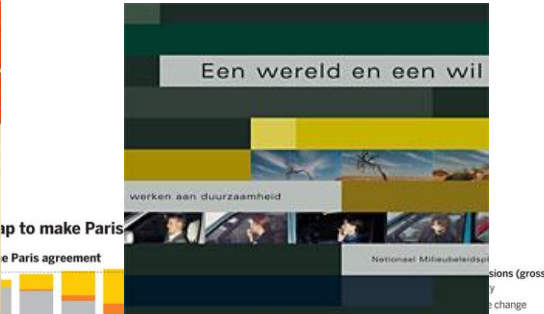 Een wereld en een wil
werken aan duurzaamheid
ap to make Paris
e Paris agreement
Nationaal Milieubeleidspl
sions (gross
y
e change